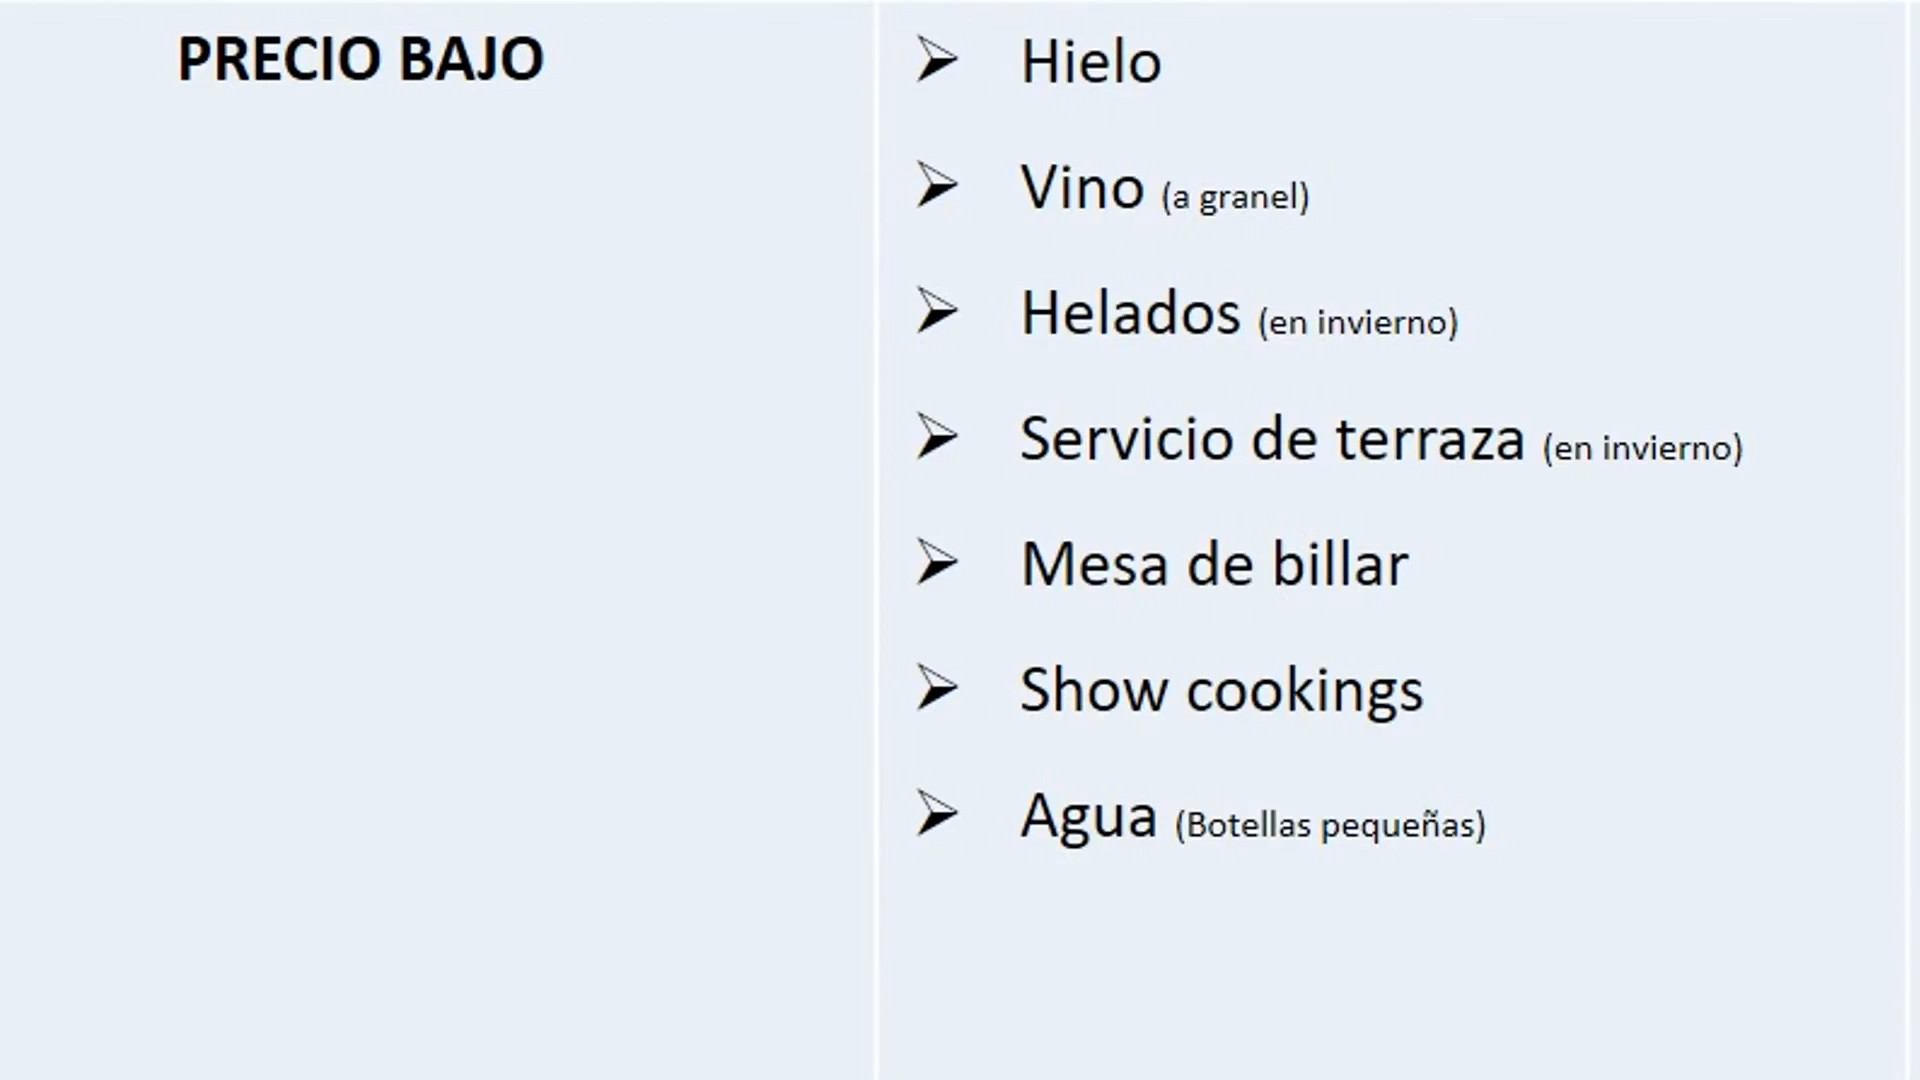 PRECIO BAJO
Hielo
Vino (a granel)
Helados (en invierno)
Servicio de terraza (en invierno)
Mesa de billar
Show cookings
Agua (Botellas pequeñas)